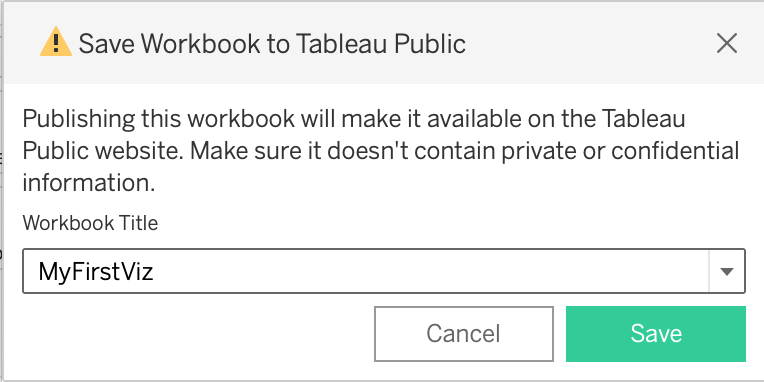 Save Workbook to Tableau Public
Publishing this workbook will make it available on the Tableau
Public website. Make sure it doesn't contain private or confidential
information.
Workbook Title
MyFirstViz
Cancel Save